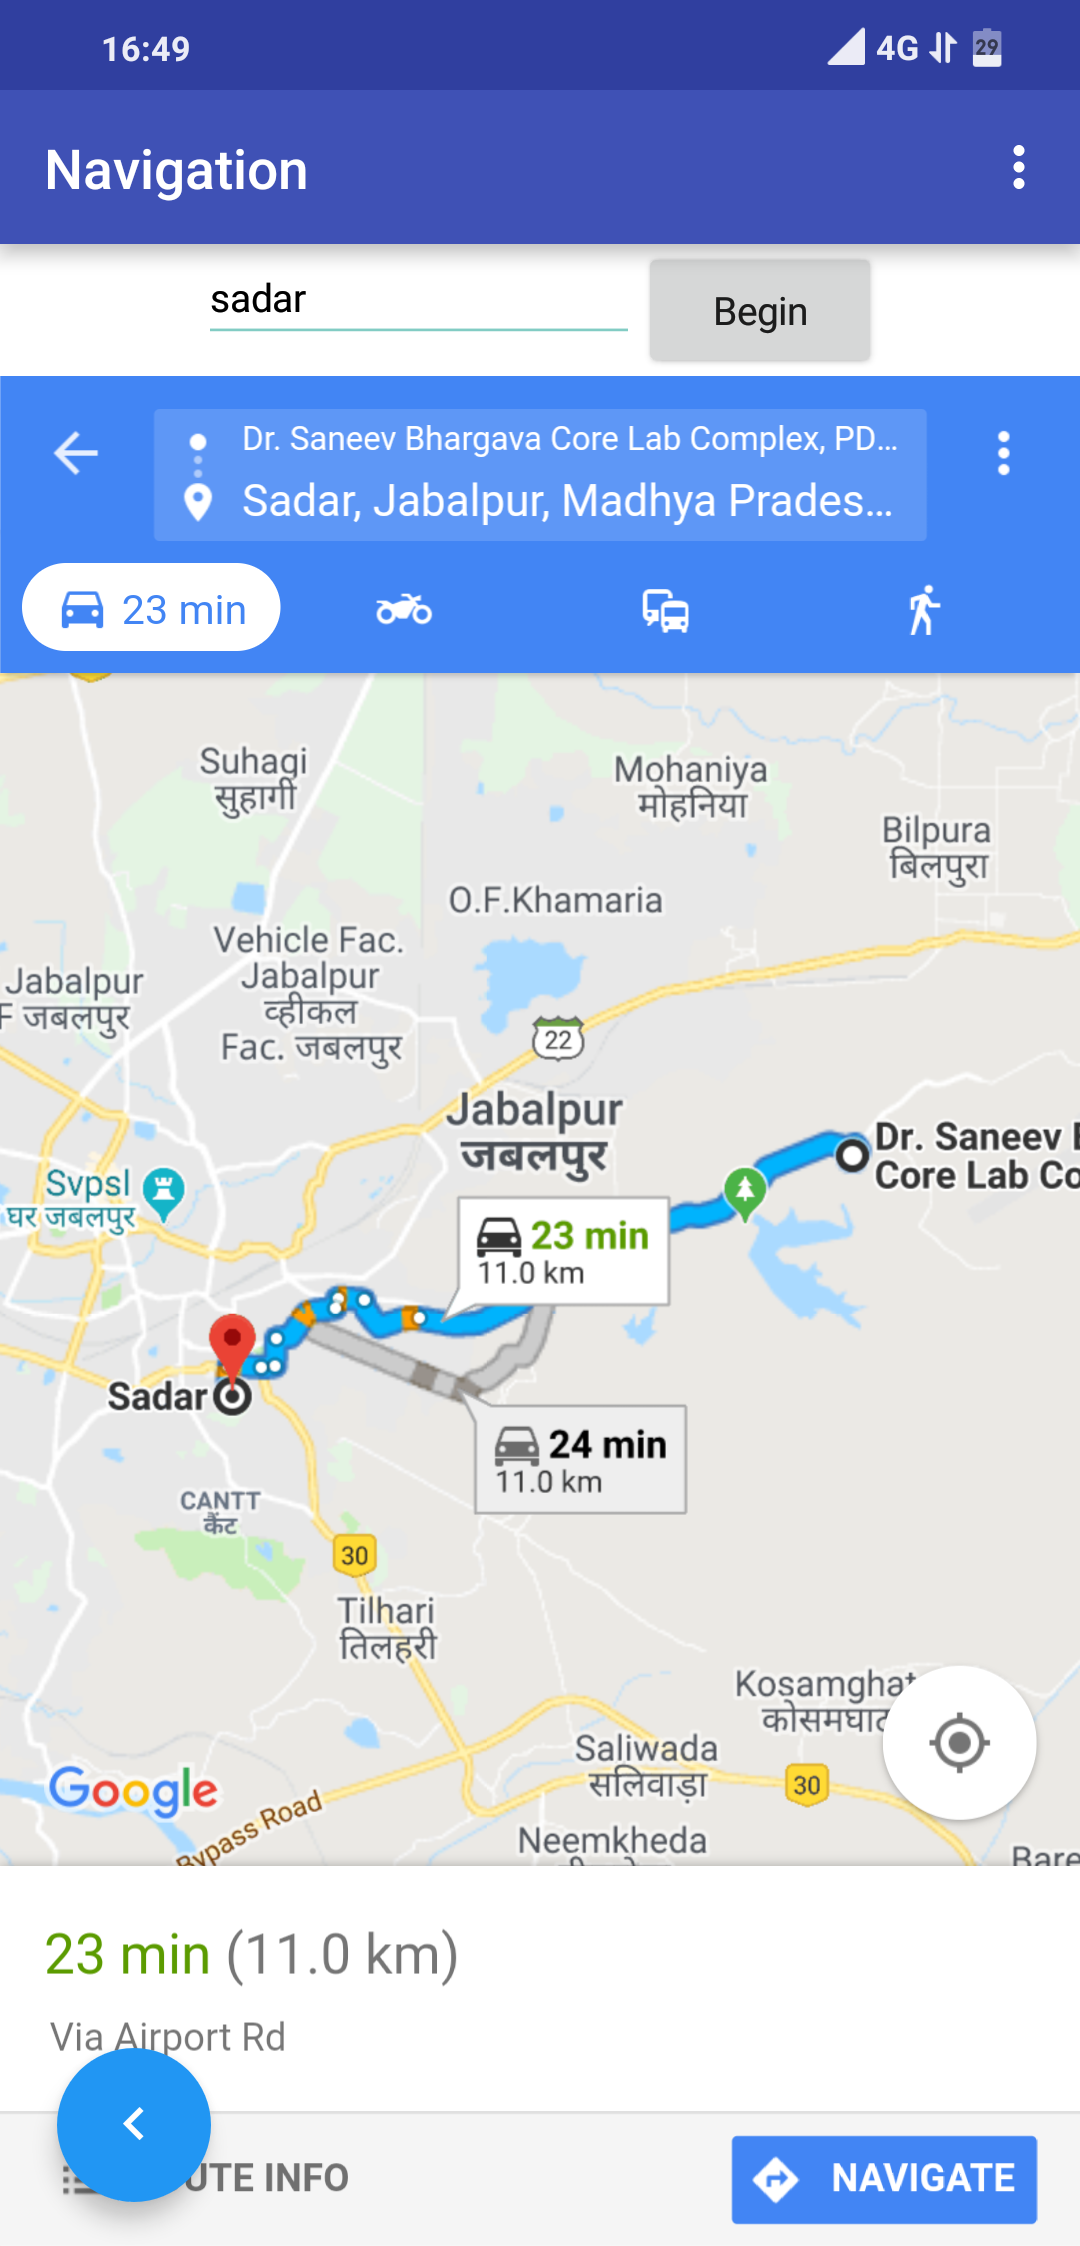 16:49
4G
29
Navigation
sadar
Begin
Dr. Saneev Bhargava Core Lab Complex, PD...
Sadar, Jabalpur, Madhya Prades...
23 min
Suhagi
सुहागी
Mohaniya
मोहनिया
Bilpura
बिलपुरा
O.F.Khamaria
Vehicle Fac.
Jabalpur
व्हीकल
Fac. जबलपुर
Jabalpur
F जबलपुर
22
Jabalpur
जबलपुर
Dr. Saneev
Core Lab Co
Svpsl
घर जबलपुर
23 min
11.0 km
Sadar
24 min
11.0 km
CANTT
कैंट
30
Tilhari
तिलहरी
Kosamghat
कोसमघाट
Saliwada
सलिवाड़ा
30
Google
Bypass Road
Neemkheda
Bare
23 min (11.0 km)
Via Airport Rd
UTE INFO
NAVIGATE